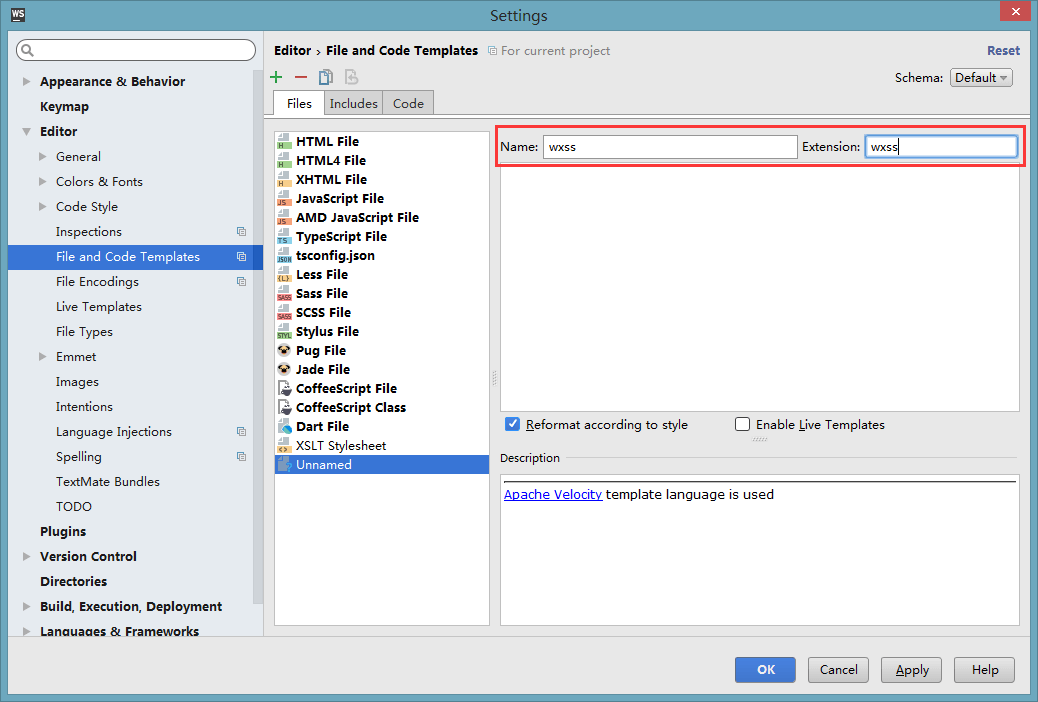 WS
Settings
Editor › File and Code Templates
For current project
Reset
Schema:
Default
Appearance & Behavior
Keymap
Editor
General
Colors & Fonts
Code Style
Inspections
File and Code Templates
File Encodings
Live Templates
File Types
Emmet
Images
Intentions
Language Injections
Spelling
TextMate Bundles
TODO
Plugins
Version Control
Directories
Build, Execution, Deployment
Languages & Frameworks
Files
Includes
Code
HTML File
HTML4 File
XHTML File
JavaScript File
AMD JavaScript File
TypeScript File
tsconfig.json
Less File
Sass File
SCSS File
Stylus File
Pug File
Jade File
CoffeeScript File
CoffeeScript Class
Dart File
XSLT Stylesheet
Unnamed
Name: wxss Extension: wxss
Reformat according to style
Enable Live Templates
Description
Apache Velocity template language is used
OK
Cancel
Apply
Help